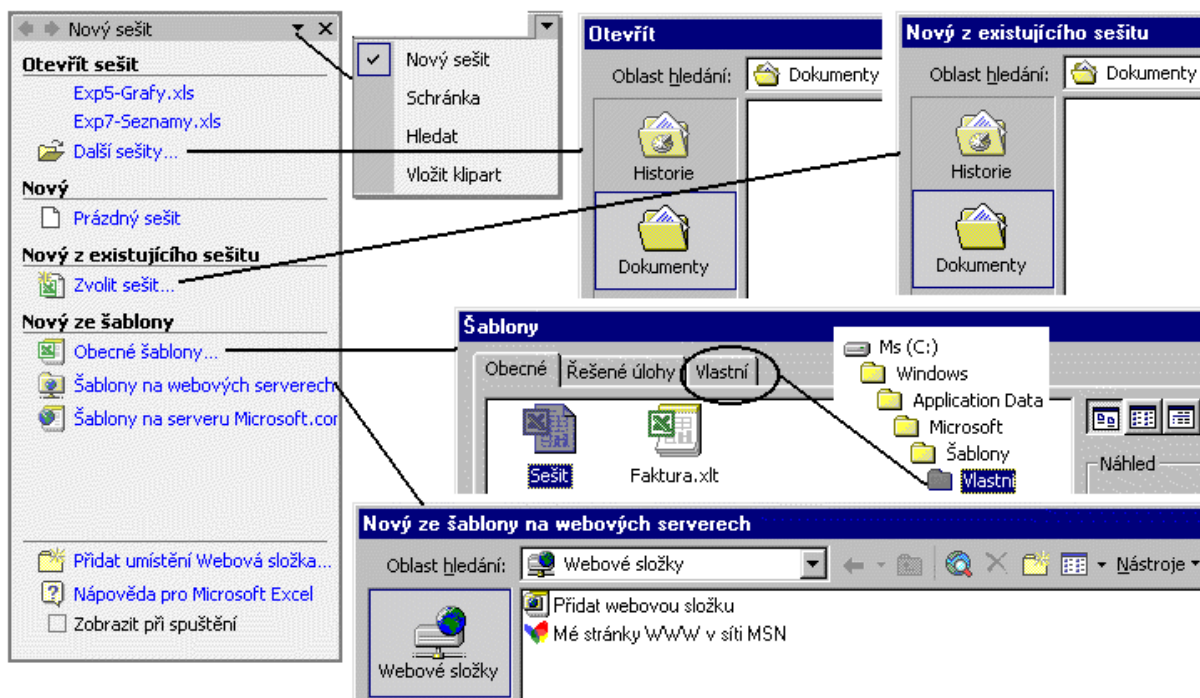 Nový sešit
Otevřít sešit
Exp5-Grafy.xls
Exp7-Seznamy.xls
Další sešity...
Nový
Prázdný sešit
Nový z existujícího sešitu
Zvolit sešit...
Nový ze šablony
Obecné šablony...
Šablony na webových serverech
Šablony na serveru Microsoft.cor
Přidat umístění Webová složka...
Nápověda pro Microsoft Excel
Zobrazit při spuštění
Nový sešit
Schránka
Hledat
Vložit klipart
Otevřít
Oblast hledání: Dokumenty
Historie
Dokumenty
Nový z existujícího sešitu
Oblast hledání: Dokumenty
Historie
Dokumenty
Šablony
Obecné Řešené úlohy Vlastní
Sešit Faktura.xlt
Ms (C:)
Windows
Application Data
Microsoft
Šablony
Vlastní
Náhled
Nový ze šablony na webových serverech
Oblast hledání: Webové složky Nástroje
Přidat webovou složku
Mé stránky WWW v síti MSN
Webové složky